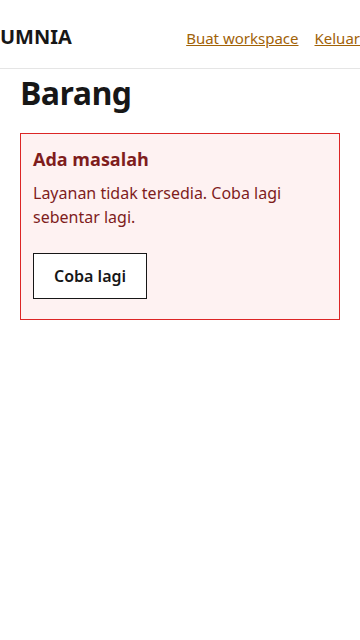 UMNIA
Buat workspace Keluar
Barang
Ada masalah
Layanan tidak tersedia. Coba lagi
sebentar lagi.
Coba lagi